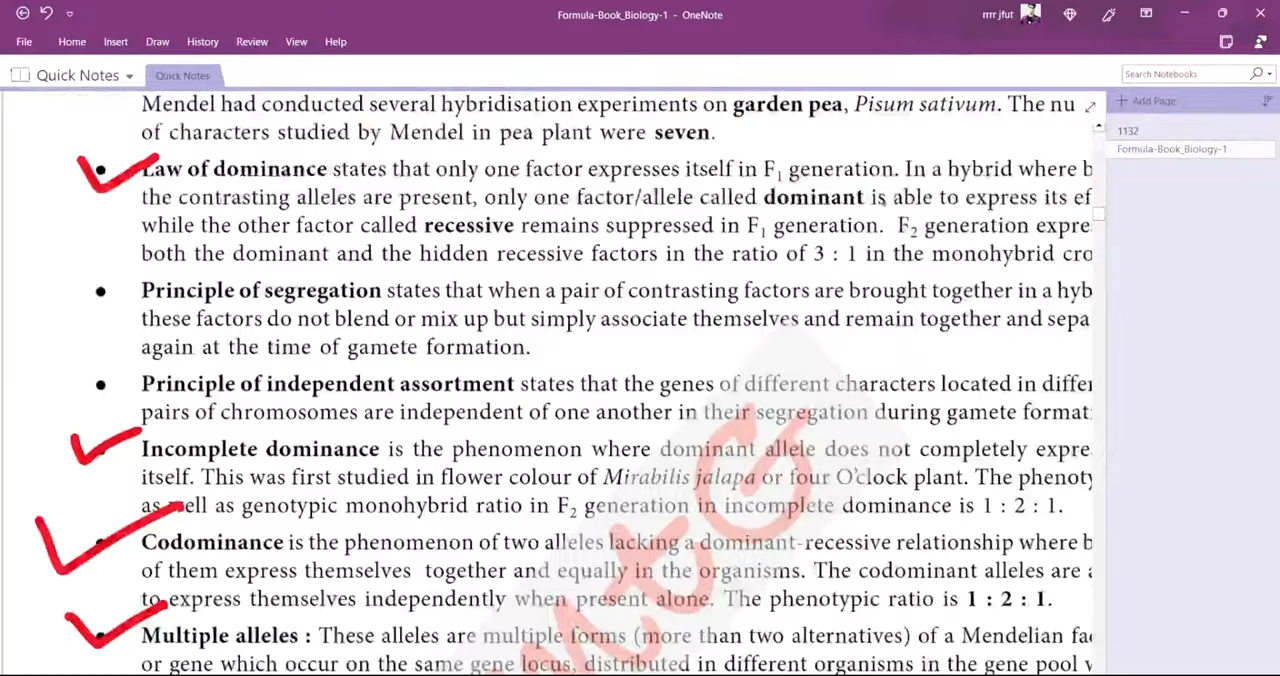 Formula-Book_Biology-1 - OneNote
rrrr jfut
File Home Insert Draw History Review View Help
Quick Notes
Quick Notes
Search Notebooks
Mendel had conducted several hybridisation experiments on garden pea, Pisum sativum. The nu
Add Page
of characters studied by Mendel in pea plant were seven.
1132
Formula-Book_Biology-1
Law of dominance states that only one factor expresses itself in F1 generation. In a hybrid where b
the contrasting alleles are present, only one factor/allele called dominant is able to express its ef
while the other factor called recessive remains suppressed in F1 generation. F2 generation expre
both the dominant and the hidden recessive factors in the ratio of 3 : 1 in the monohybrid cro
Principle of segregation states that when a pair of contrasting factors are brought together in a hyb
these factors do not blend or mix up but simply associate themselves and remain together and sepa
again at the time of gamete formation.
Principle of independent assortment states that the genes of different characters located in differ
pairs of chromosomes are independent of one another in their segregation during gamete format
Incomplete dominance is the phenomenon where dominant allele does not completely expre
itself. This was first studied in flower colour of Mirabilis jalapa or four O'clock plant. The phenoty
as well as genotypic monohybrid ratio in F2 generation in incomplete dominance is 1 : 2 : 1.
Codominance is the phenomenon of two alleles lacking a dominant-recessive relationship where b
of them express themselves together and equally in the organisms. The codominant alleles are a
to express themselves independently when present alone. The phenotypic ratio is 1 : 2 : 1.
Multiple alleles : These alleles are multiple forms (more than two alternatives) of a Mendelian fac
or gene which occur on the same gene locus, distributed in different organisms in the gene pool w
mtG